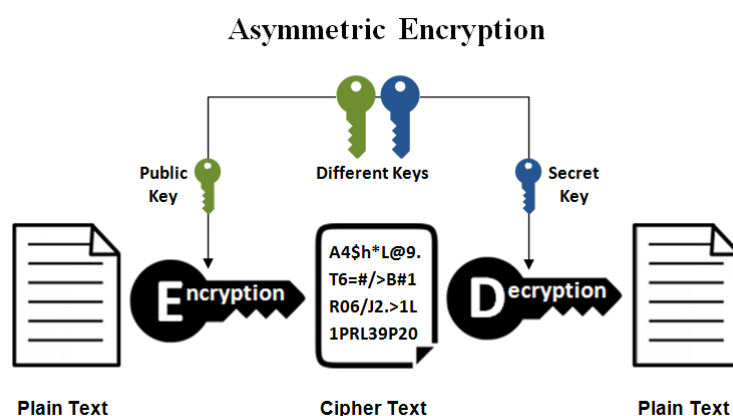 Asymmetric Encryption
Public
Key
Different Keys
Secret
Key
Encryption
A4$h*L@9.
T6=#/>B#1
R06/J2.>1L
1PRL39P20
Decryption
Plain Text
Cipher Text
Plain Text